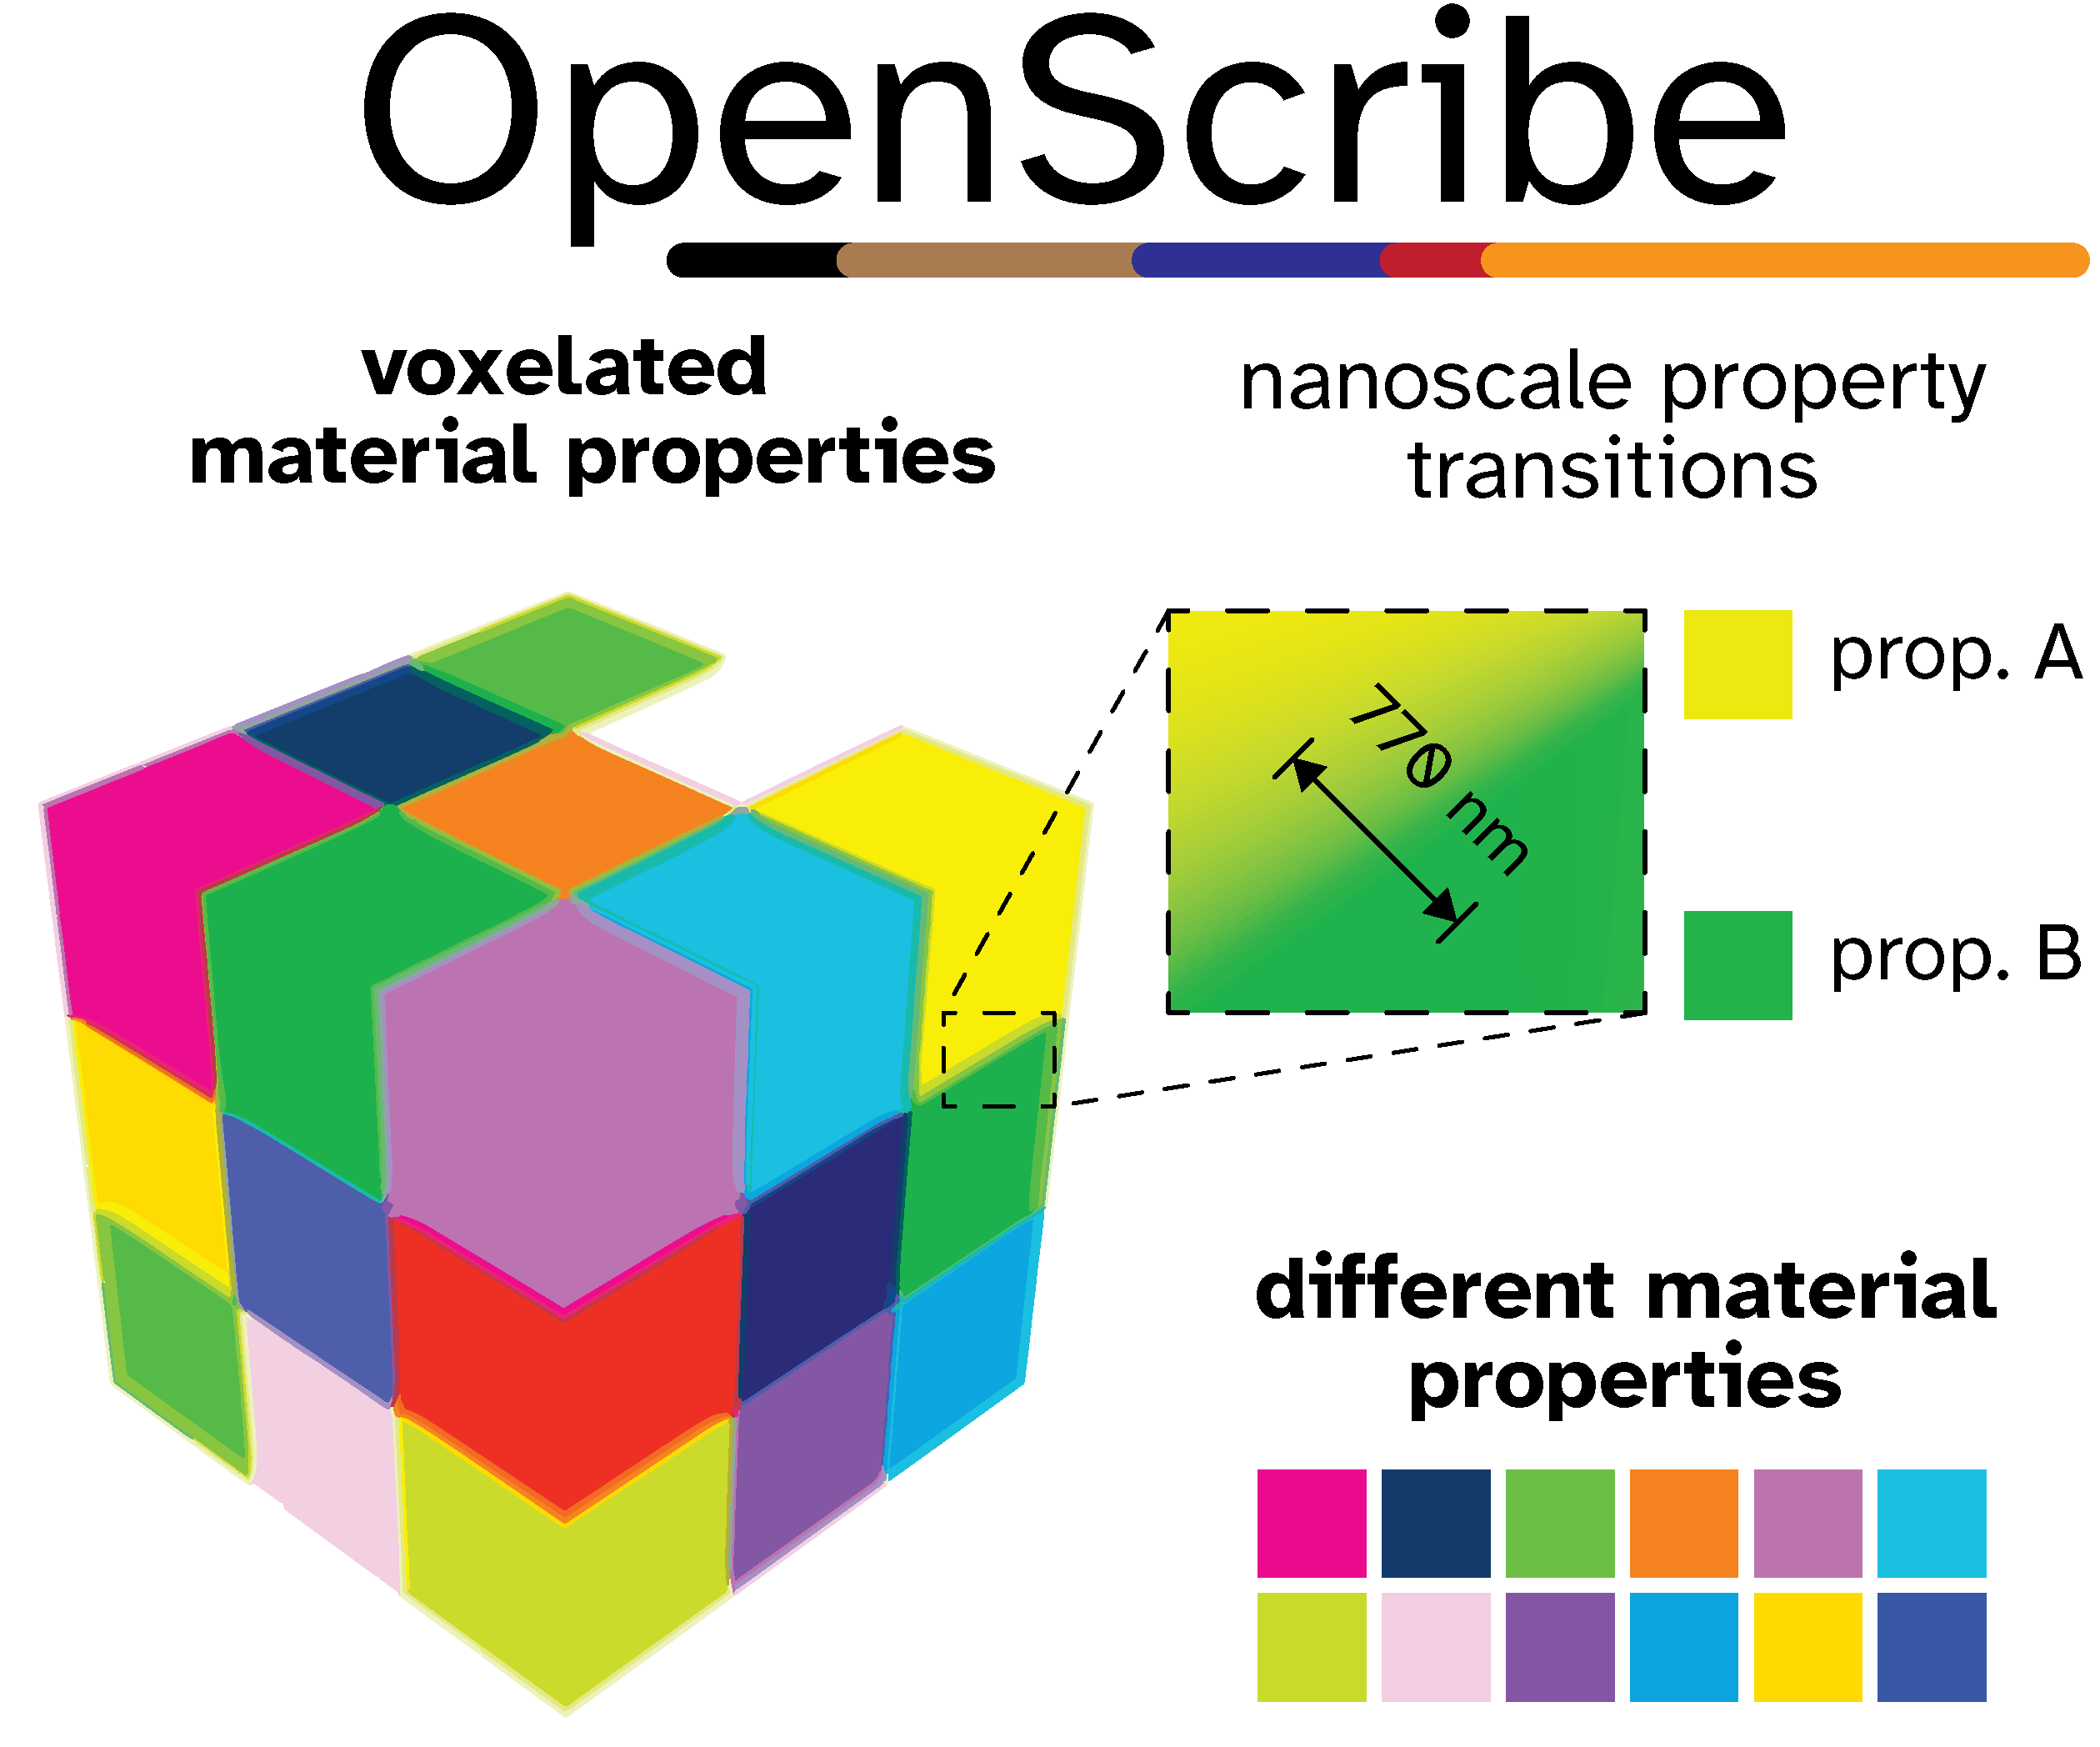 OpenScribe
voxelated
material properties
nanoscale property
transitions
770 nm
prop. A
prop. B
different material
properties